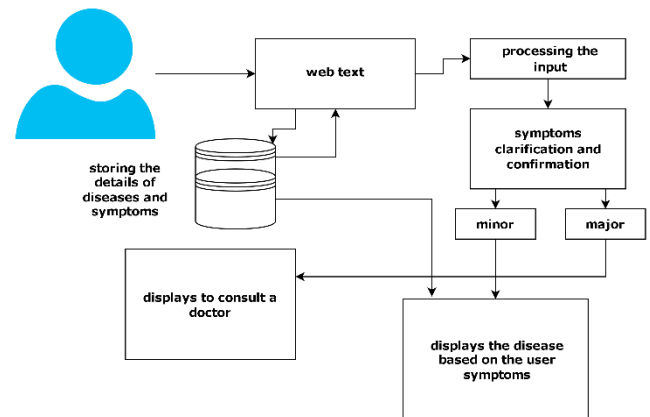 web text
processing the
input
symptoms
clarification and
confirmation
storing the
details of
diseases and
symptoms
minor
major
displays to consult a
doctor
displays the disease
based on the user
symptoms